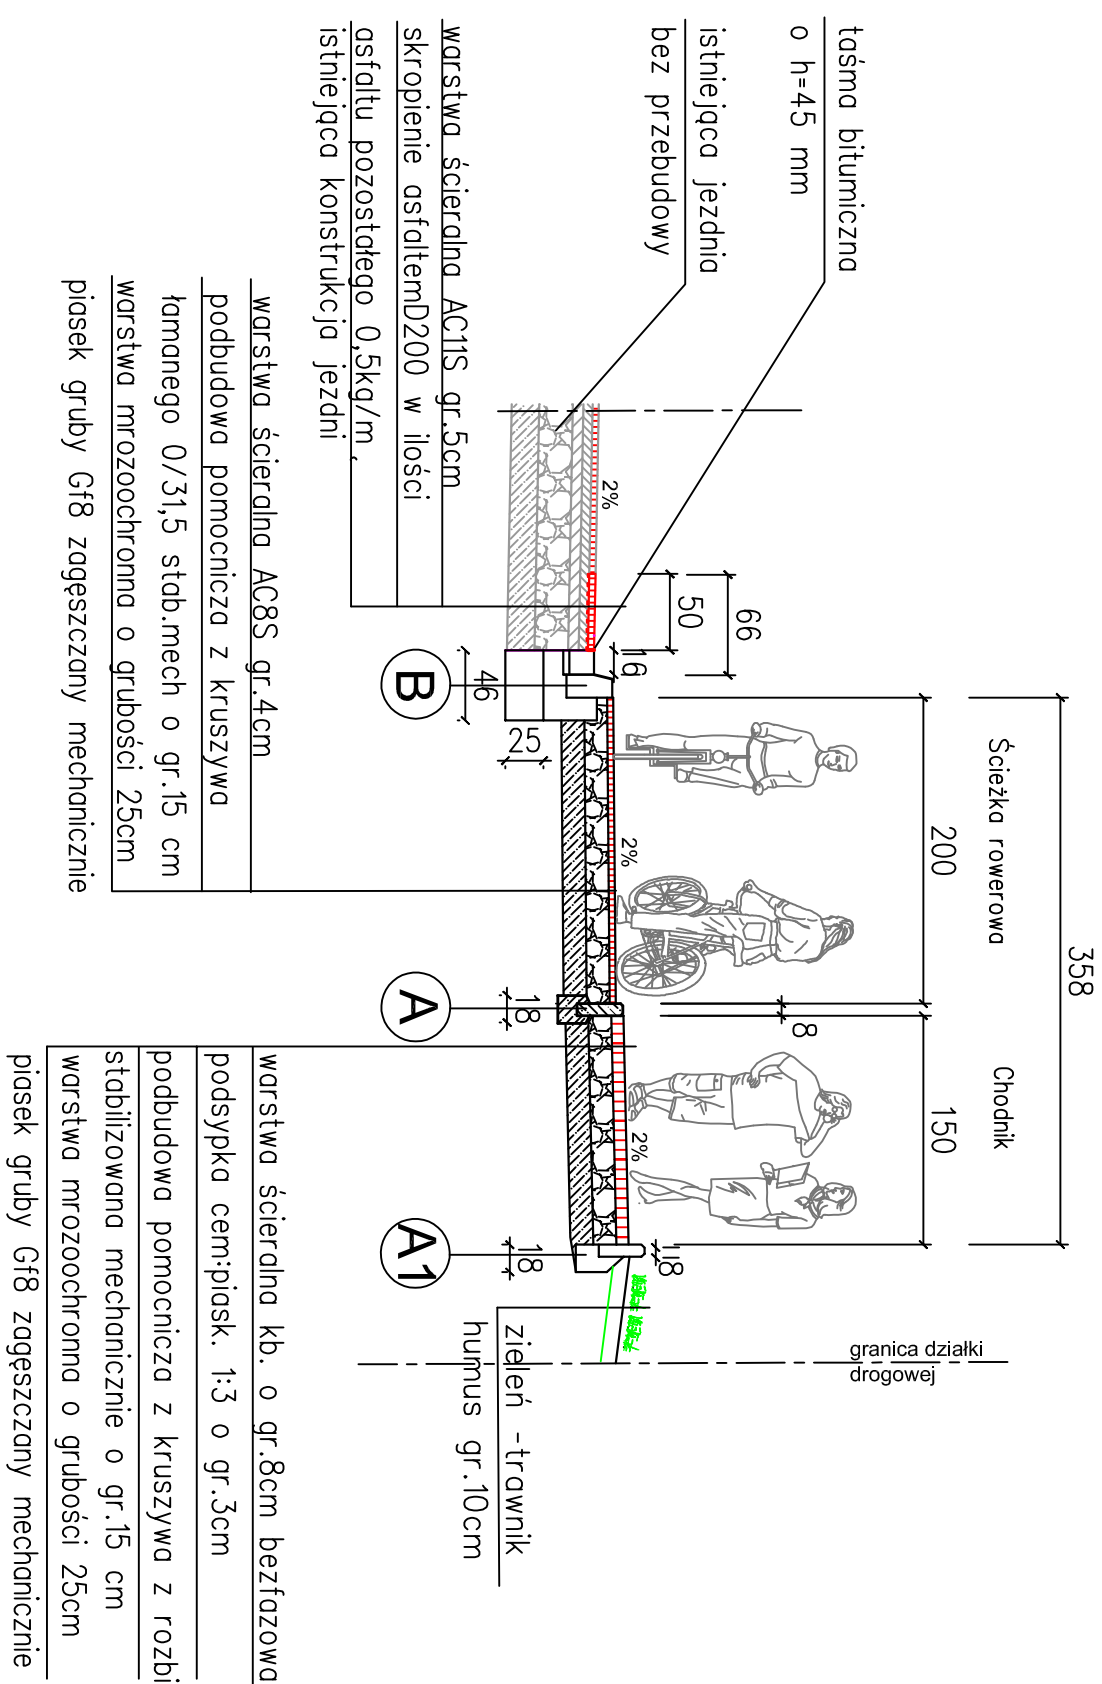 taśma bitumiczna
o h=45 mm
istniejąca jezdnia
bez przebudowy
warstwa ścieralna AC11S gr.5cm
skropienie asfaltemD200 w ilości
asfaltu pozostałego 0,5kg/m
istniejąca konstrukcja jezdni
warstwa ścieralna AC8S gr.4cm
podbudowa pomocnicza z kruszywa
łamanego 0/31,5 stab.mech o gr.15 cm
warstwa mrozoochronna o grubości 25cm
piasek gruby Gf8 zagęszczany mechanicznie
358
Ścieżka rowerowa
Chodnik
200
150
8
66
50
16
2%
2%
2%
46
25
18
18
18
B
A
A1
granica działki
drogowej
zieleń -trawnik
humus gr.10cm
warstwa ścieralna kb. o gr.8cm bezfazowa
podsypka cem:piask. 1:3 o gr.3cm
podbudowa pomocnicza z kruszywa z rozbi
stabilizowana mechanicznie o gr.15 cm
warstwa mrozoochronna o grubości 25cm
piasek gruby Gf8 zagęszczany mechanicznie